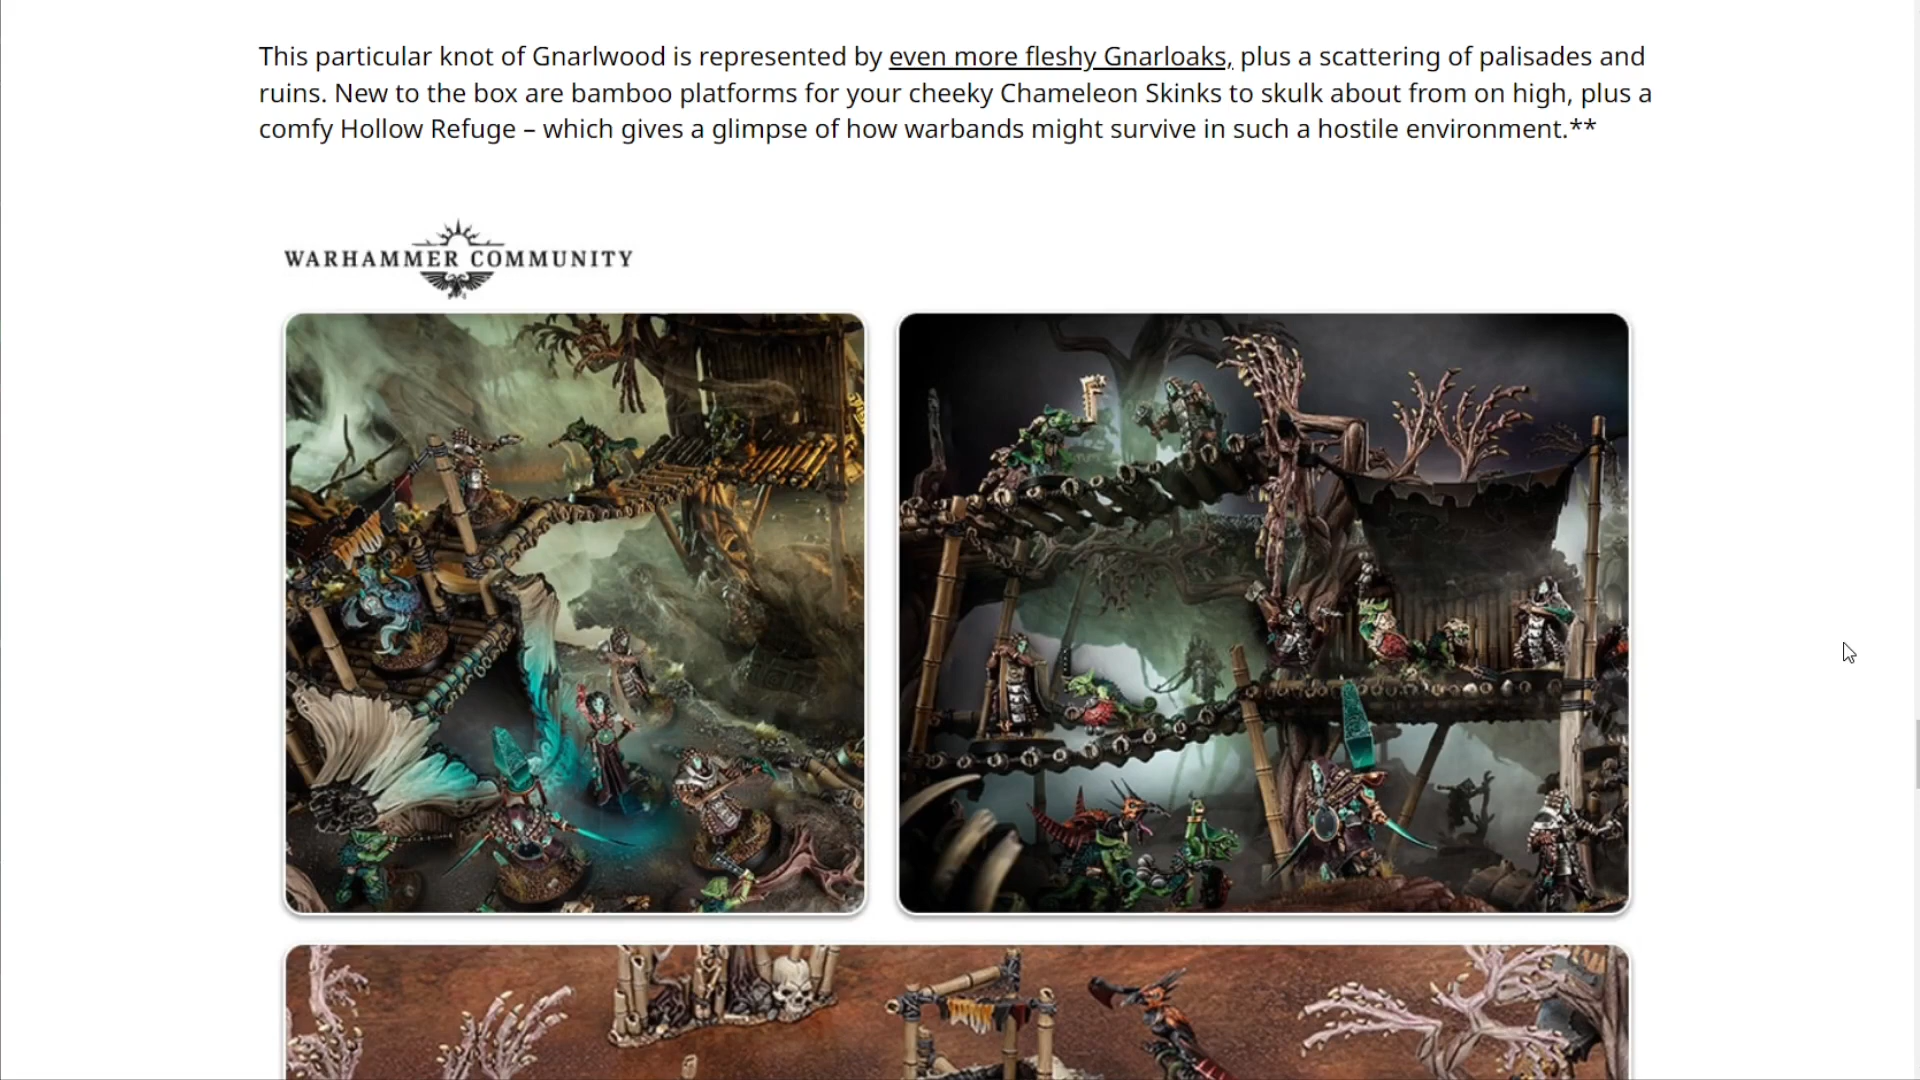 This particular knot of Gnarlwood is represented by even more fleshy Gnarloaks, plus a scattering of palisades and
ruins. New to the box are bamboo platforms for your cheeky Chameleon Skinks to skulk about from on high, plus a
comfy Hollow Refuge – which gives a glimpse of how warbands might survive in such a hostile environment.**
WARHAMMER COMMUNITY